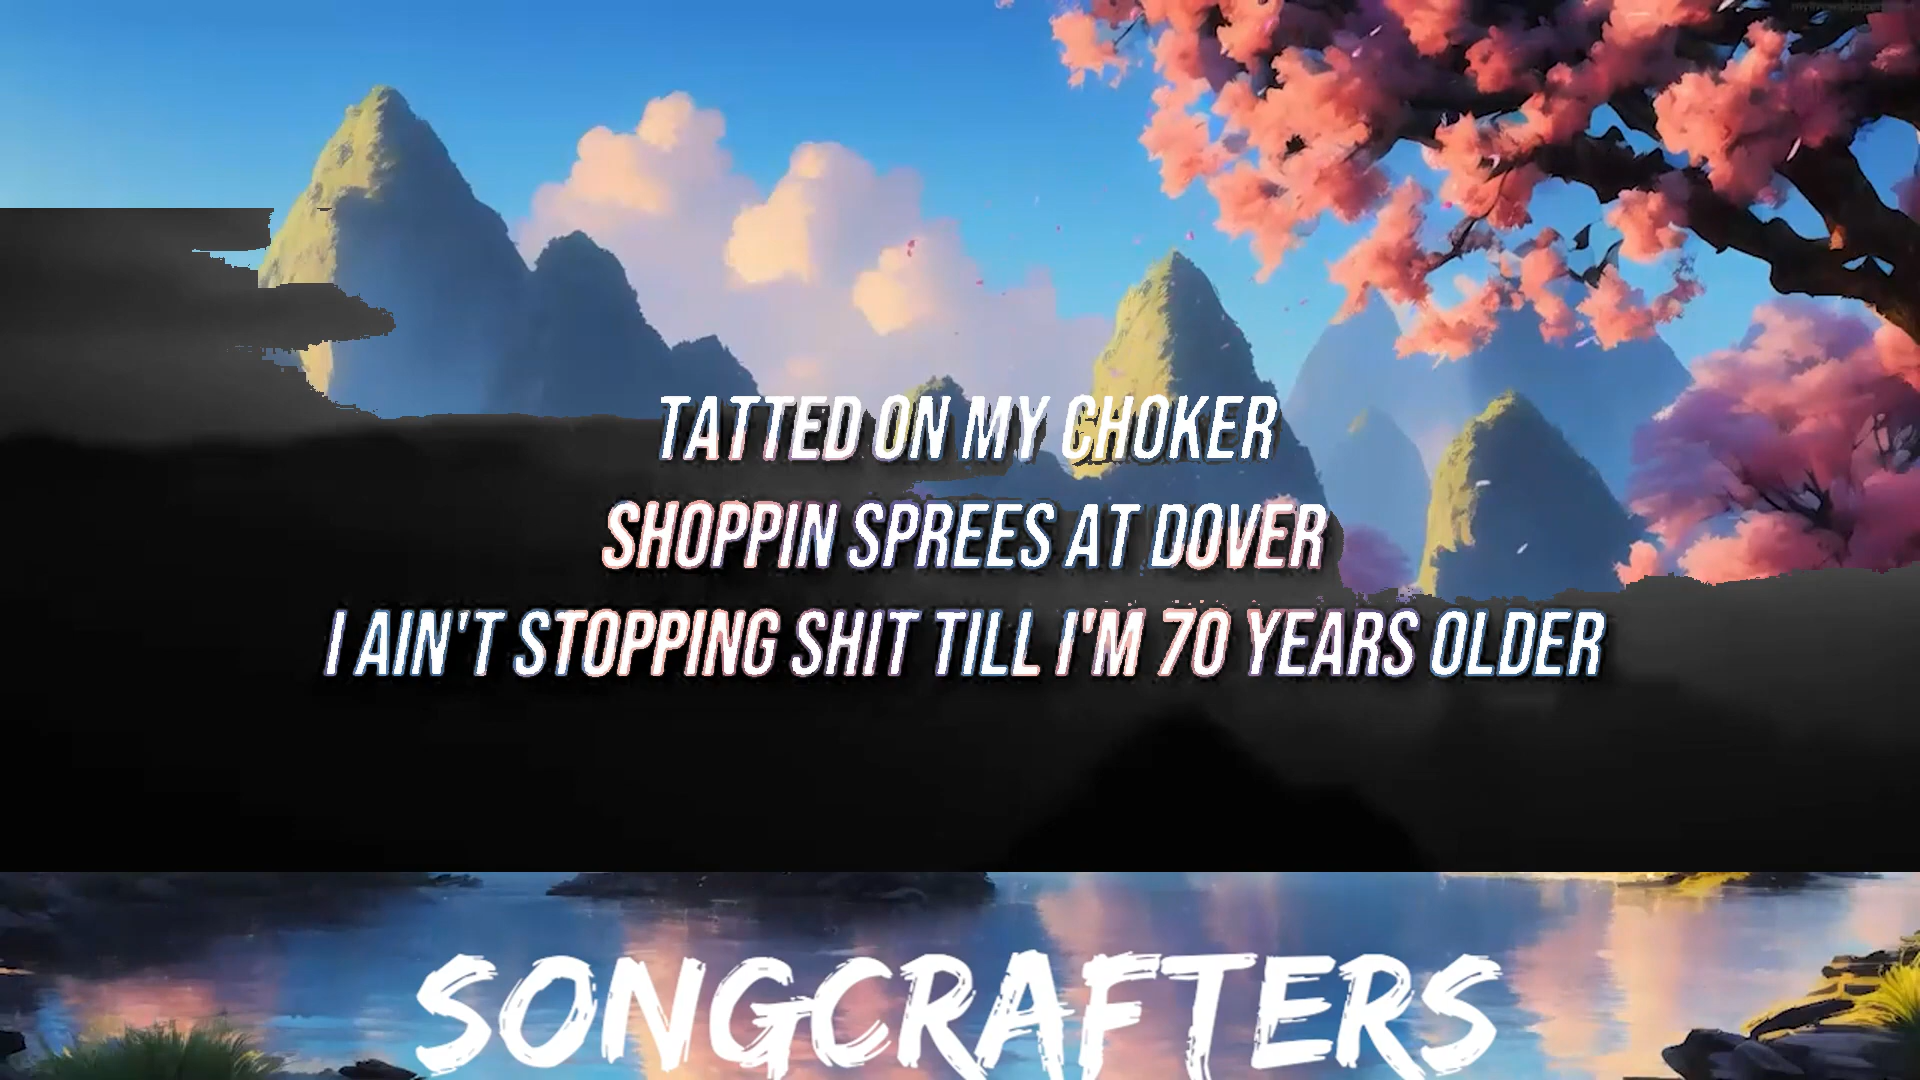 TATTED ON MY CHOKER
SHOPPIN SPREES AT DOVER
I AIN'T STOPPING SHIT TILL I'M 70 YEARS OLDER
SONGCRAFTERS